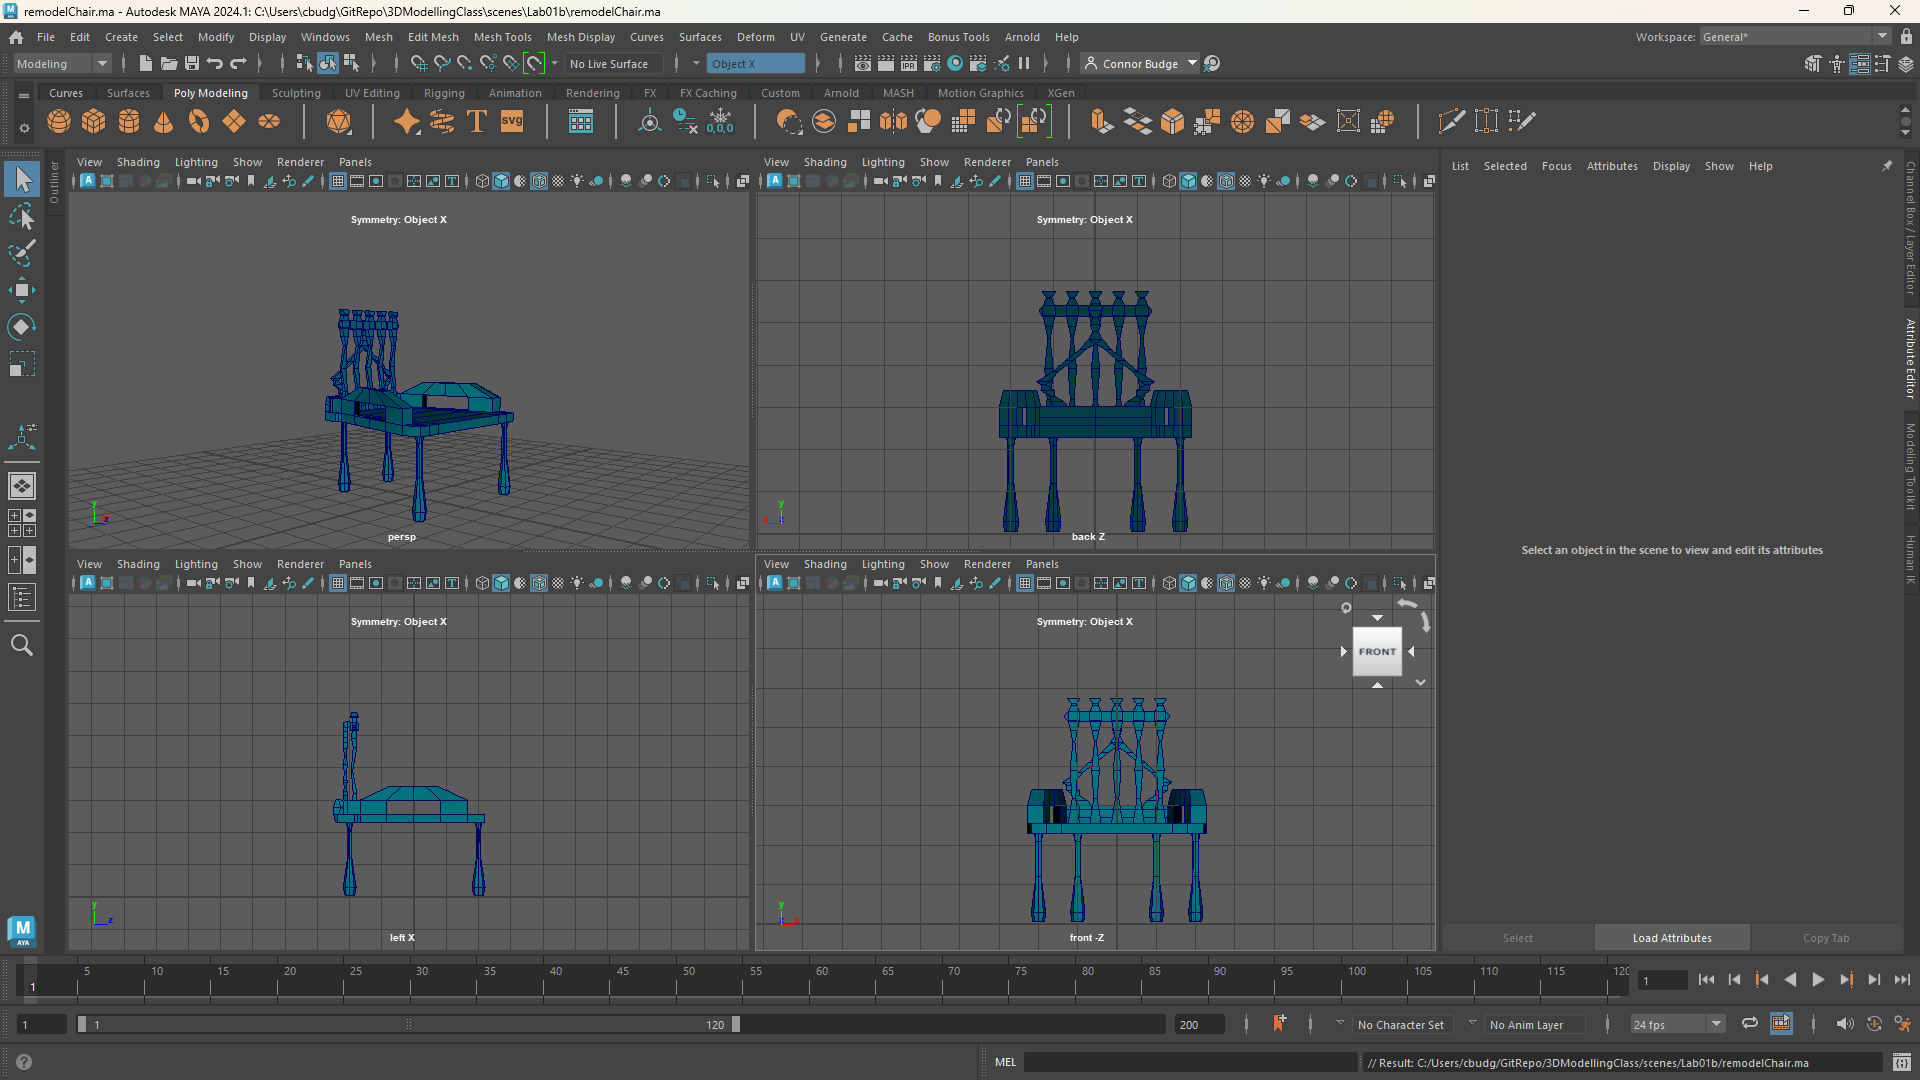 remodelChair.ma - Autodesk MAYA 2024.1: C:\Users\cbudg\GitRepo\3DModellingClass\scenes\Lab01b\remodelChair.ma
File Edit Create Select Modify Display Windows Mesh Edit Mesh Mesh Tools Mesh Display Curves Surfaces Deform UV Generate Cache Bonus Tools Arnold Help
Workspace: General*
Modeling
No Live Surface
Object X
IPR
Connor Budge
Curves Surfaces Poly Modeling Sculpting UV Editing Rigging Animation Rendering FX FX Caching Custom Arnold MASH Motion Graphics XGen
T svg
0,0,0
Outliner
View Shading Lighting Show Renderer Panels
Symmetry: Object X
persp
View Shading Lighting Show Renderer Panels
Symmetry: Object X
back Z
List Selected Focus Attributes Display Show Help
View Shading Lighting Show Renderer Panels
Symmetry: Object X
left X
View Shading Lighting Show Renderer Panels
Symmetry: Object X
FRONT
front -Z
Select an object in the scene to view and edit its attributes
Select Load Attributes Copy Tab
Channel Box / Layer Editor
Attribute Editor
Modeling Toolkit
Human IK
M
AYA
5 10 15 20 25 30 35 40 45 50 55 60 65 70 75 80 85 90 95 100 105 110 115 120
1
1
1 1 120 200
No Character Set
No Anim Layer
24 fps
MEL
// Result: C:/Users/cbudg/GitRepo/3DModellingClass/scenes/Lab01b/remodelChair.ma